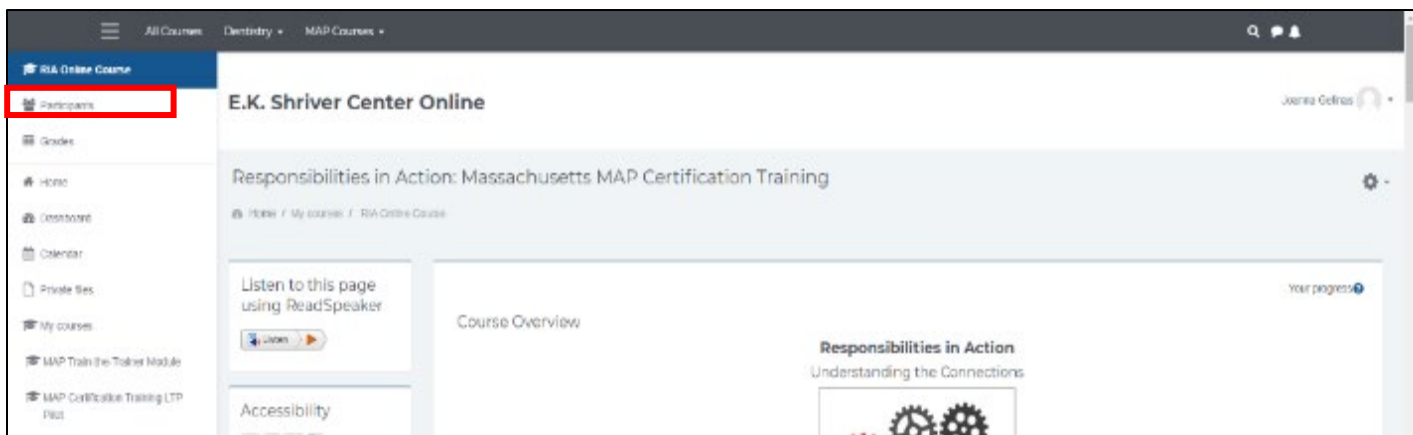 All Courses Dentistry MAP Courses
RIA Online Course
Participants
Grades
Home
Dashboard
Calendar
Private files
My courses
MAP Train the Trainer Module
MAP Certification Training LTP
Pilot
E.K. Shriver Center Online
Joanna Gelinas
Responsibilities in Action: Massachusetts MAP Certification Training
Home / My courses / RIA Online Course
Listen to this page
using ReadSpeaker
Listen
Accessibility
Your progress
Course Overview
Responsibilities in Action
Understanding the Connections